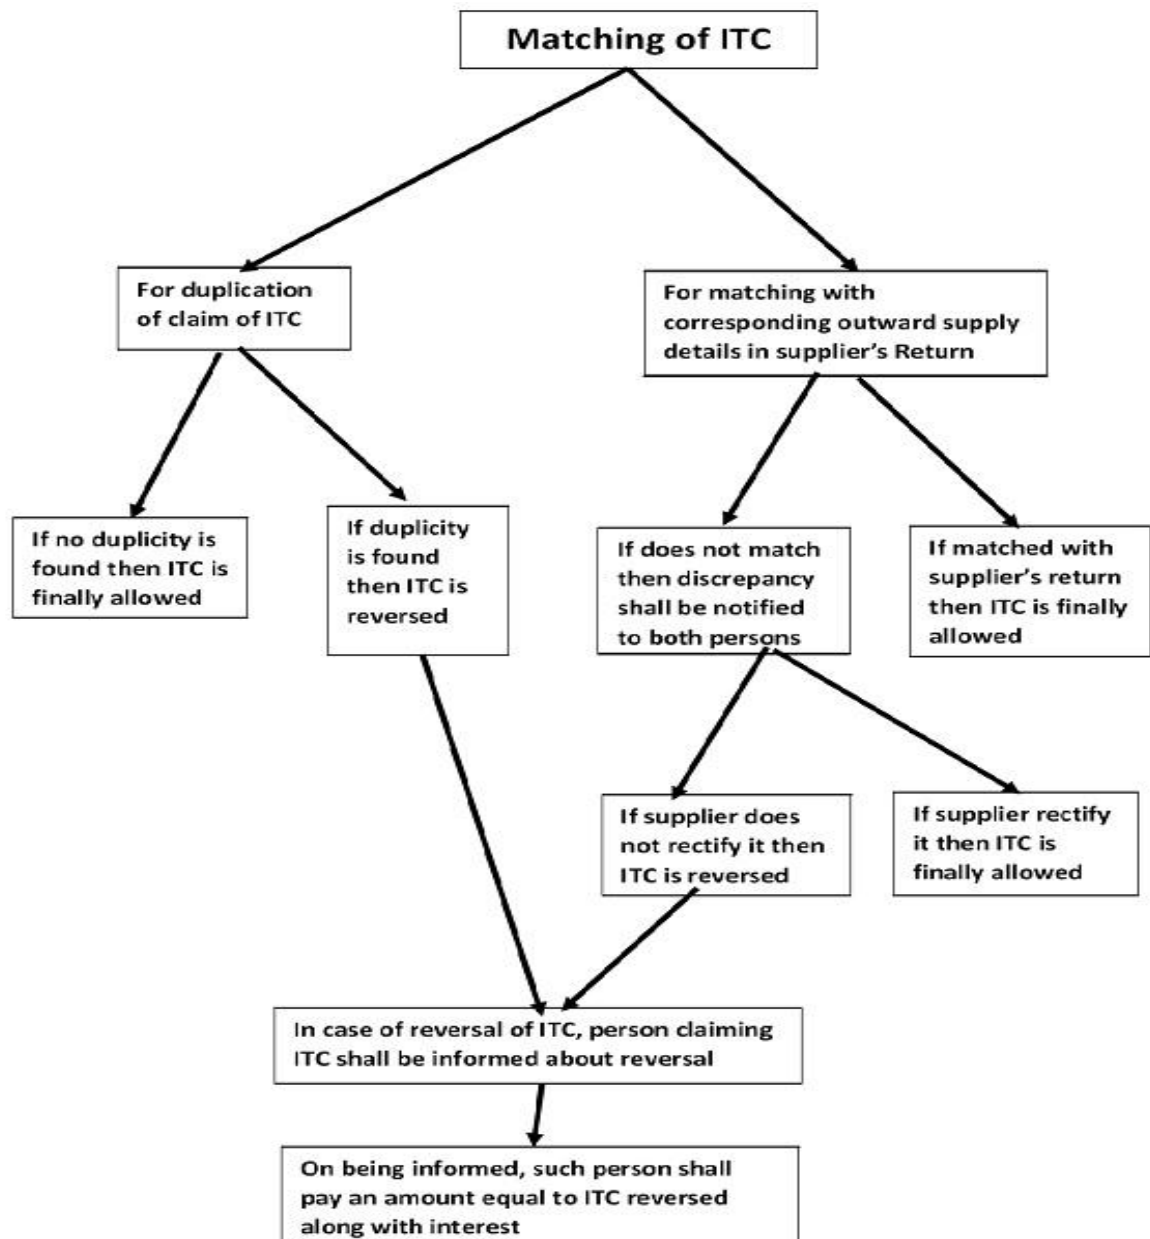 Matching of ITC
For duplication
of claim of ITC
For matching with
corresponding outward supply
details in supplier's Return
If no duplicity is
found then ITC is
finally allowed
If duplicity
is found
then ITC is
reversed
If does not match
then discrepancy
shall be notified
to both persons
If matched with
supplier's return
then ITC is finally
allowed
If supplier does
not rectify it then
ITC is reversed
If supplier rectify
it then ITC is
finally allowed
In case of reversal of ITC, person claiming
ITC shall be informed about reversal
On being informed, such person shall
pay an amount equal to ITC reversed
along with interest